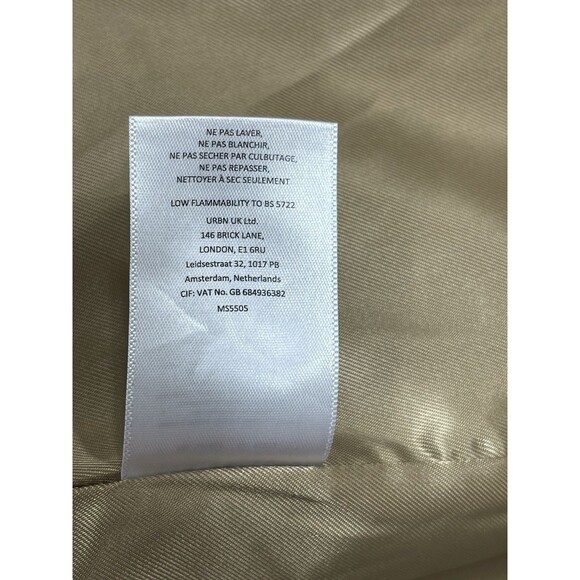 NE PAS LAVER,
NE PAS BLANCHIR,
NE PAS SECHER PAR CULBUTAGE,
NE PAS REPASSER,
NETTOYER À SEC SEULEMENT
LOW FLAMMABILITY TO BS 5722
URBN UK Ltd.
146 BRICK LANE,
LONDON, E1 6RU
Leidsestraat 32, 1017 PB
Amsterdam, Netherlands
CIF: VAT No. GB 684936382
MS5505